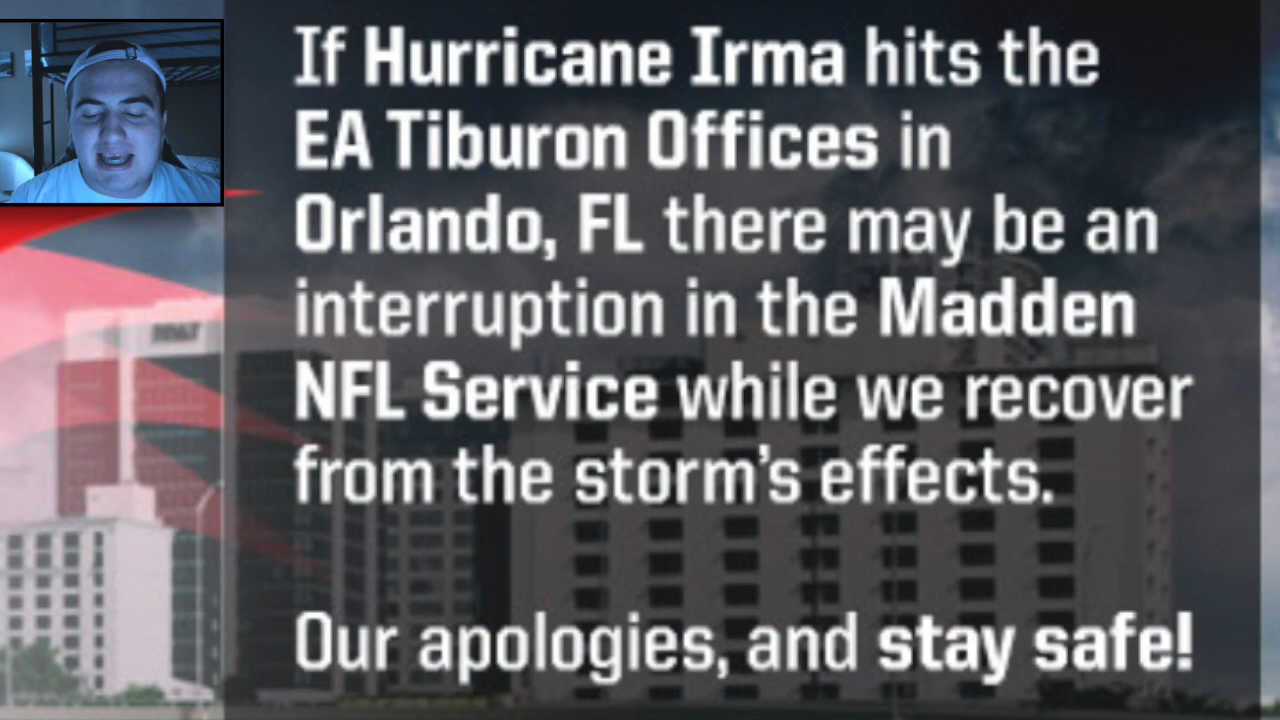 If Hurricane Irma hits the
EA Tiburon Offices in
Orlando, FL there may be an
interruption in the Madden
NFL Service while we recover
from the storm's effects.
Our apologies, and stay safe!